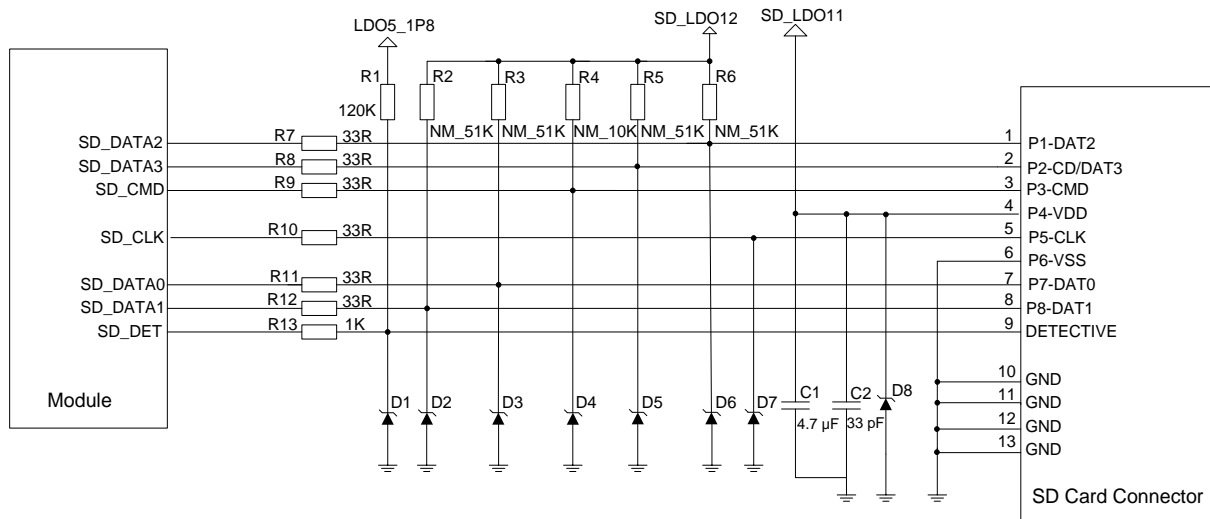 LDO5_1P8
SD_LDO12
SD_LDO11
R1
R2
R3
R4
R5
R6
120K
NM_51K
NM_51K
NM_10K
NM_51K
NM_51K
SD_DATA2
R7
33R
1
P1-DAT2
SD_DATA3
R8
33R
2
P2-CD/DAT3
SD_CMD
R9
33R
3
P3-CMD
4
P4-VDD
SD_CLK
R10
33R
5
P5-CLK
6
P6-VSS
SD_DATA0
R11
33R
7
P7-DAT0
SD_DATA1
R12
33R
8
P8-DAT1
SD_DET
R13
1K
9
DETECTIVE
10
GND
11
GND
12
GND
13
GND
D1
D2
D3
D4
D5
D6
D7
C1
4.7 µF
C2
33 pF
D8
Module
SD Card Connector